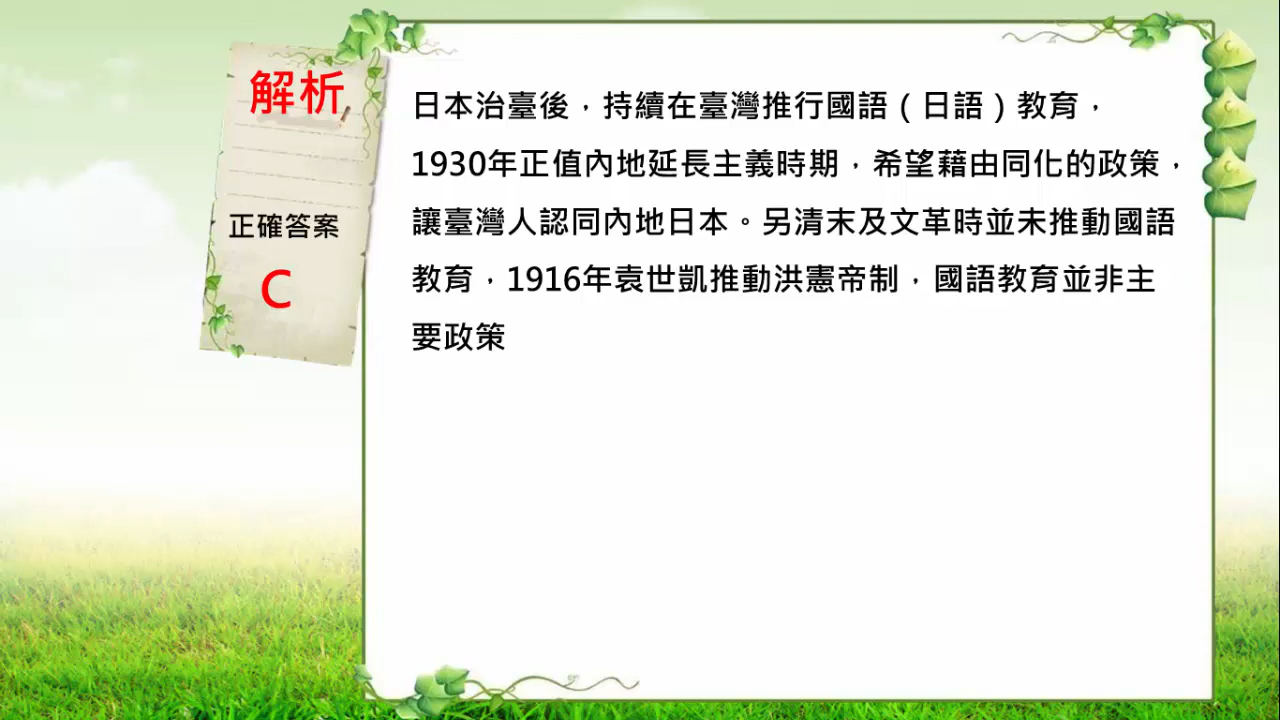 解析
正確答案
C
日本治臺後，持續在臺灣推行國語（日語）教育，
1930年正值內地延長主義時期，希望藉由同化的政策，
讓臺灣人認同內地日本。另清末及文革時並未推動國語
教育，1916年袁世凱推動洪憲帝制，國語教育並非主
要政策